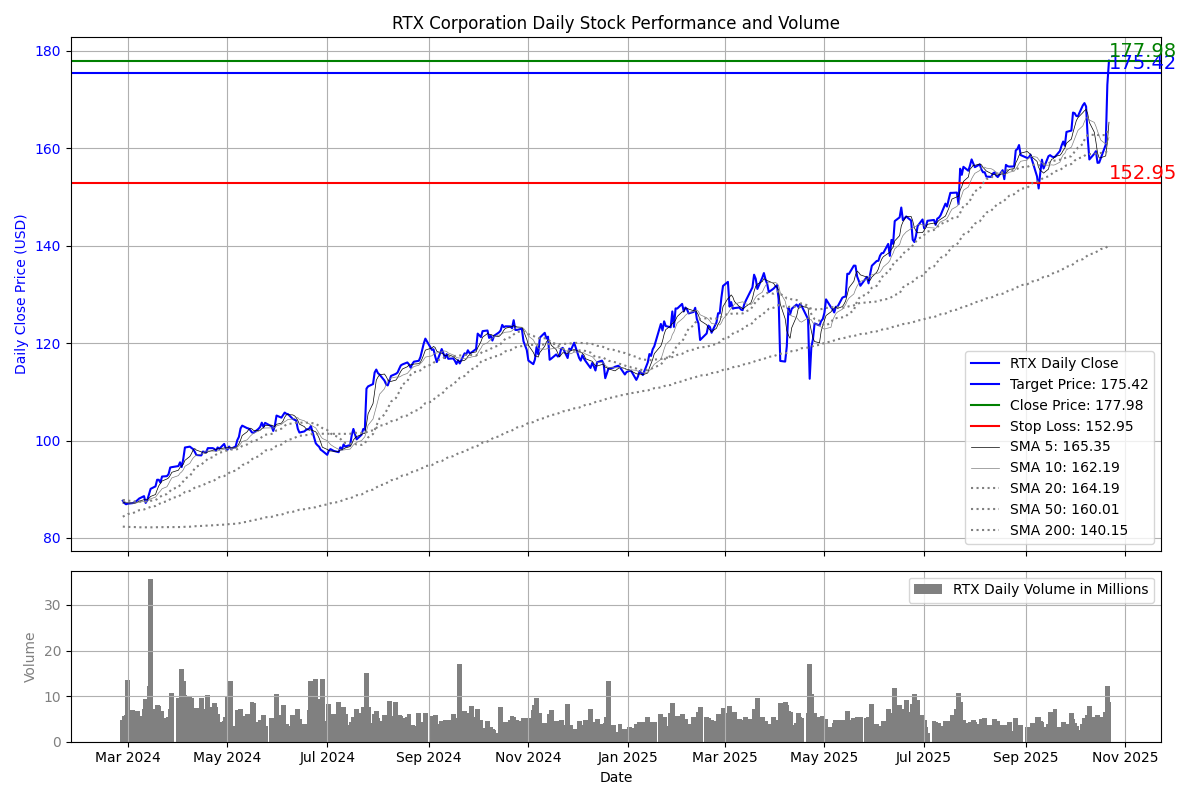 RTX Corporation Daily Stock Performance and Volume
180
160
140
120
100
80
Daily Close Price (USD)
177.98
175.42
152.95
RTX Daily Close
Target Price: 175.42
Close Price: 177.98
Stop Loss: 152.95
SMA 5: 165.35
SMA 10: 162.19
SMA 20: 164.19
SMA 50: 160.01
SMA 200: 140.15
30
20
10
0
Volume
RTX Daily Volume in Millions
Mar 2024 May 2024 Jul 2024 Sep 2024 Nov 2024 Jan 2025 Mar 2025 May 2025 Jul 2025 Sep 2025 Nov 2025
Date